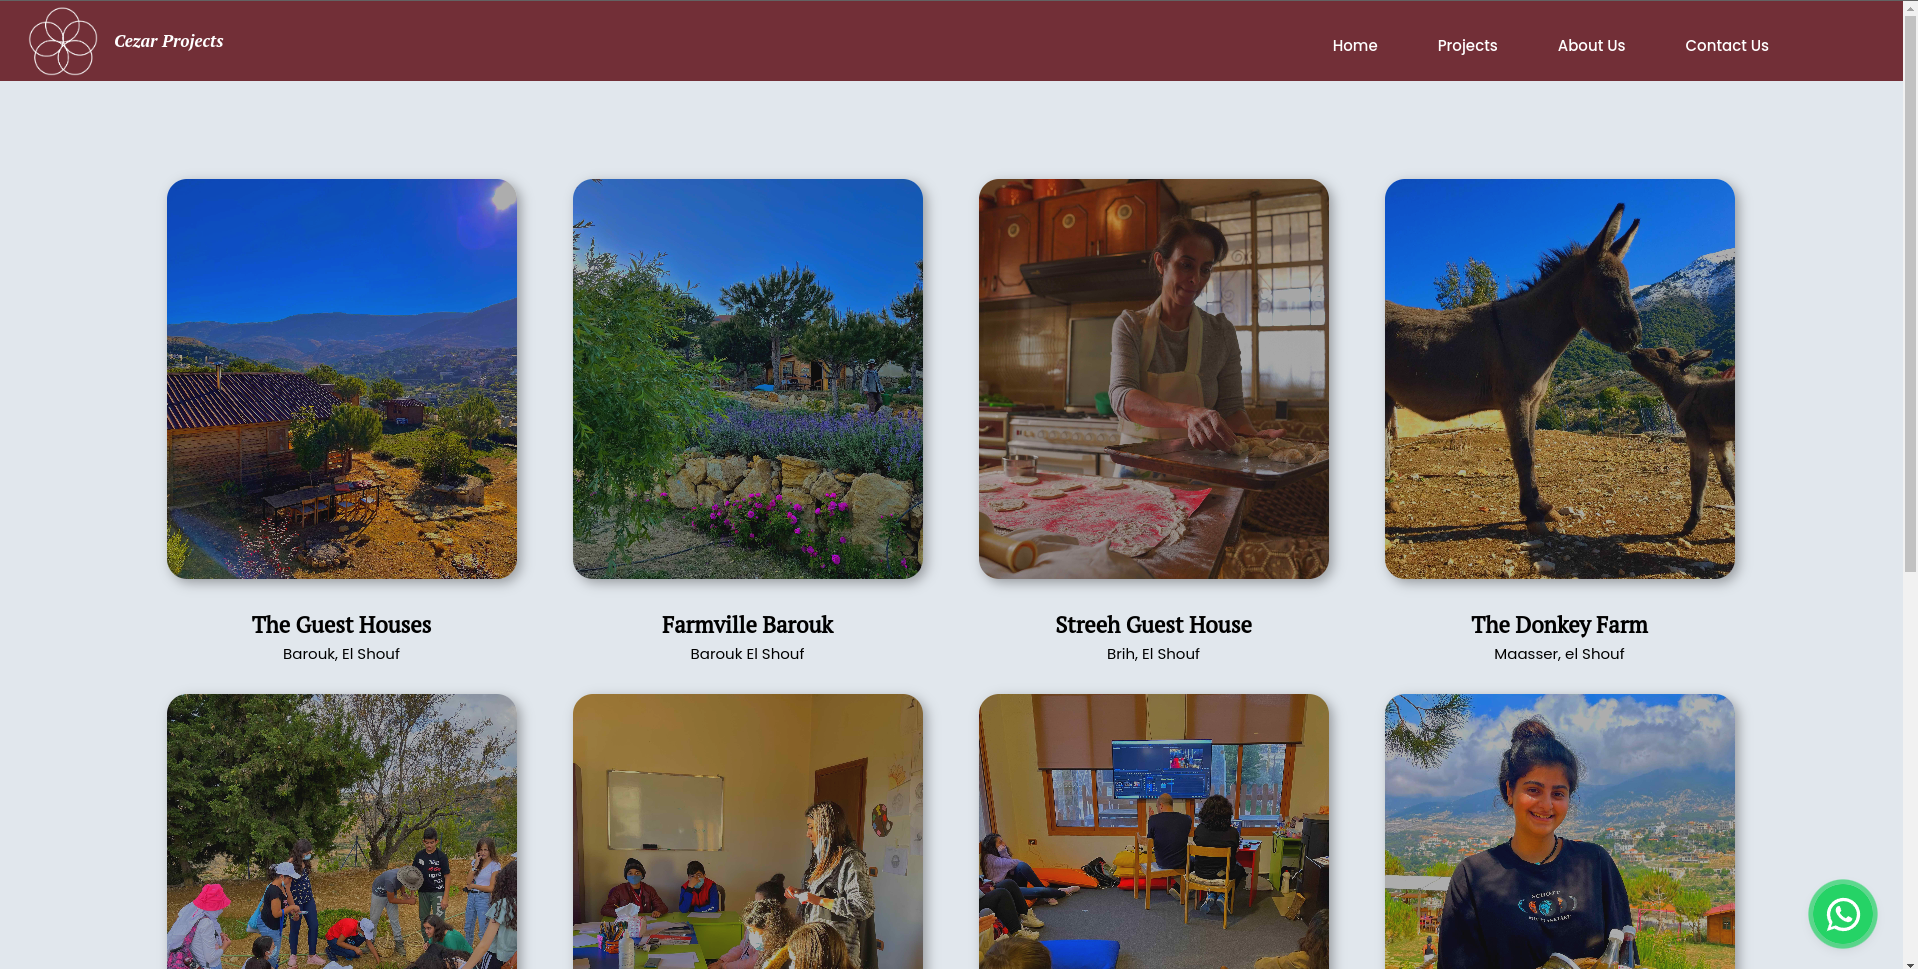 Cezar Projects
Home
Projects
About Us
Contact Us
The Guest Houses
Farmville Barouk
Streeh Guest House
The Donkey Farm
Barouk, El Shouf
Barouk El Shouf
Brih, El Shouf
Maasser, el Shouf